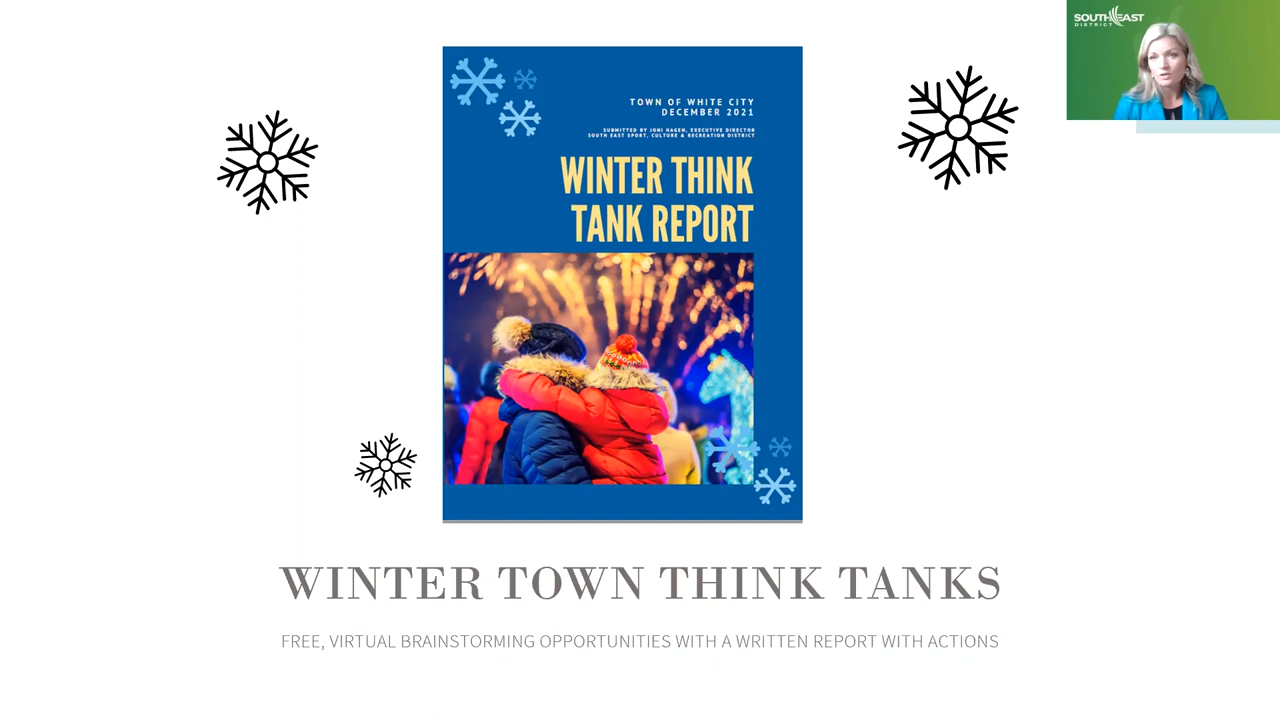 SOUTH EAST
DISTRICT
TOWN OF WHITE CITY
DECEMBER 2021
SUBMITTED BY JONI HAGEN, EXECUTIVE DIRECTOR
SOUTH EAST SPORT, CULTURE & RECREATION DISTRICT
WINTER THINK
TANK REPORT
WINTER TOWN THINK TANKS
FREE, VIRTUAL BRAINSTORMING OPPORTUNITIES WITH A WRITTEN REPORT WITH ACTIONS